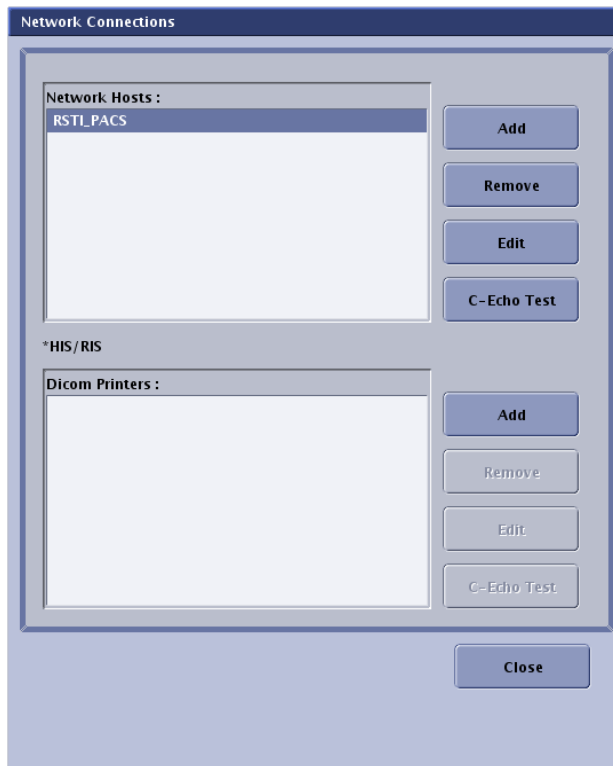 Network Connections
Network Hosts :
RSTI_PACS
Add
Remove
Edit
C-Echo Test
*HIS/RIS
Dicom Printers :
Add
Remove
Edit
C-Echo Test
Close